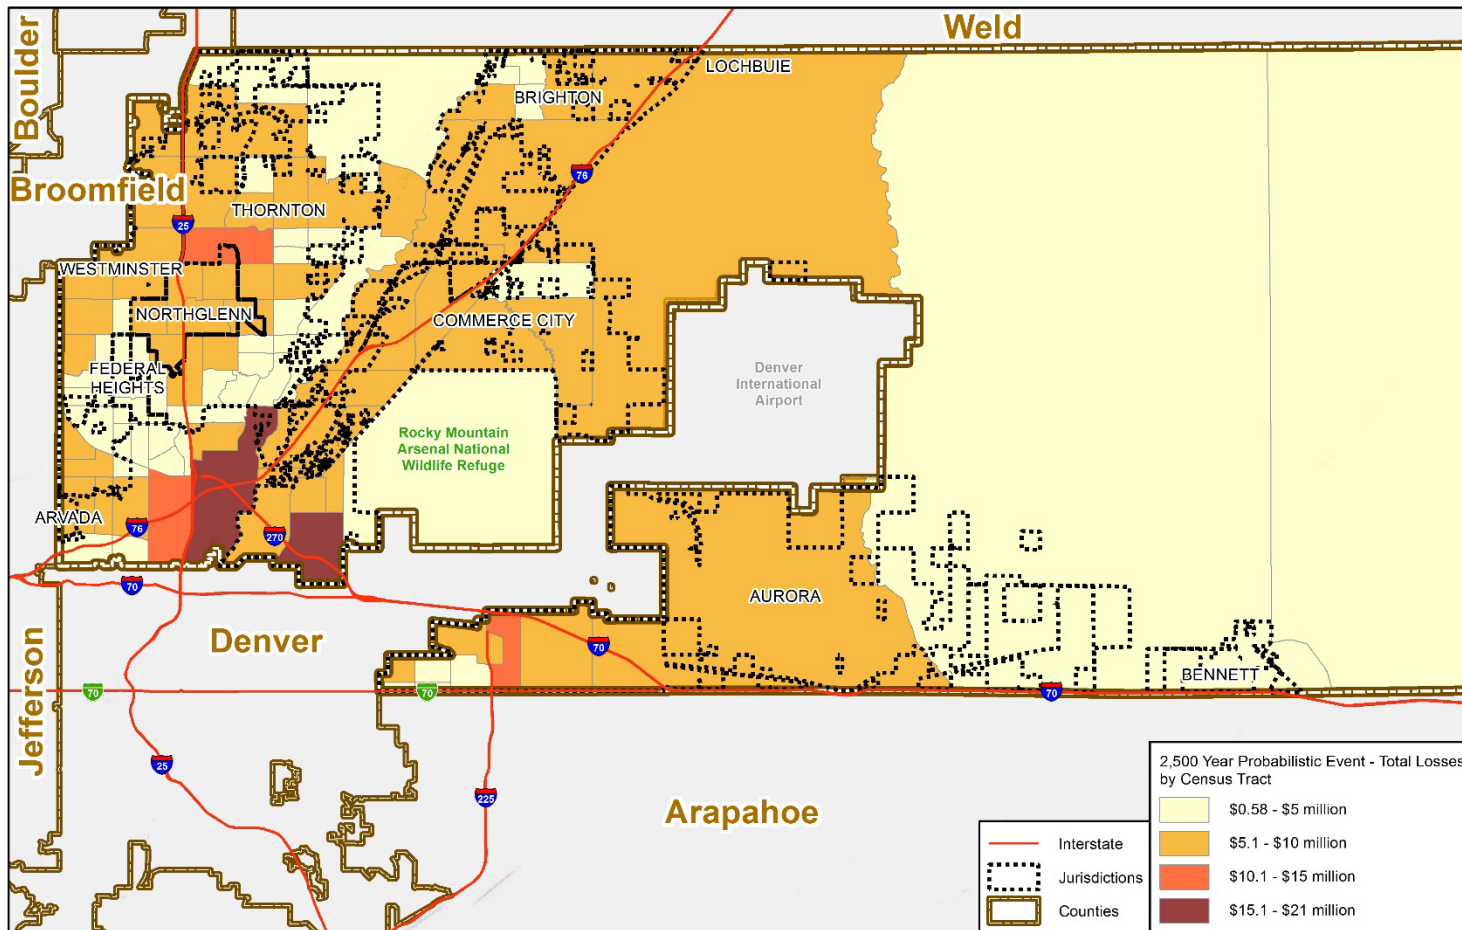 Weld
Boulder
LOCHBUIE
BRIGHTON
76
Broomfield
THORNTON
25
WESTMINSTER
NORTHGLENN
COMMERCE CITY
FEDERAL
HEIGHTS
Denver
International
Airport
Rocky Mountain
Arsenal National
Wildlife Refuge
ARVADA
76
270
70
AURORA
Denver
70
Jefferson
70
70
70
BENNETT
25
225
Arapahoe
2,500 Year Probabilistic Event - Total Losses
by Census Tract
$0.58 - $5 million
$5.1 - $10 million
$10.1 - $15 million
$15.1 - $21 million
Interstate
Jurisdictions
Counties